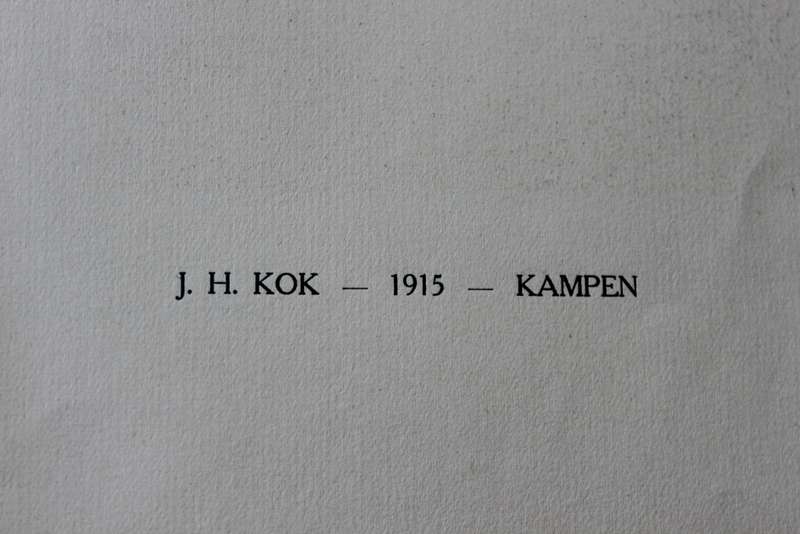 J. H. KOK — 1915 — KAMPEN